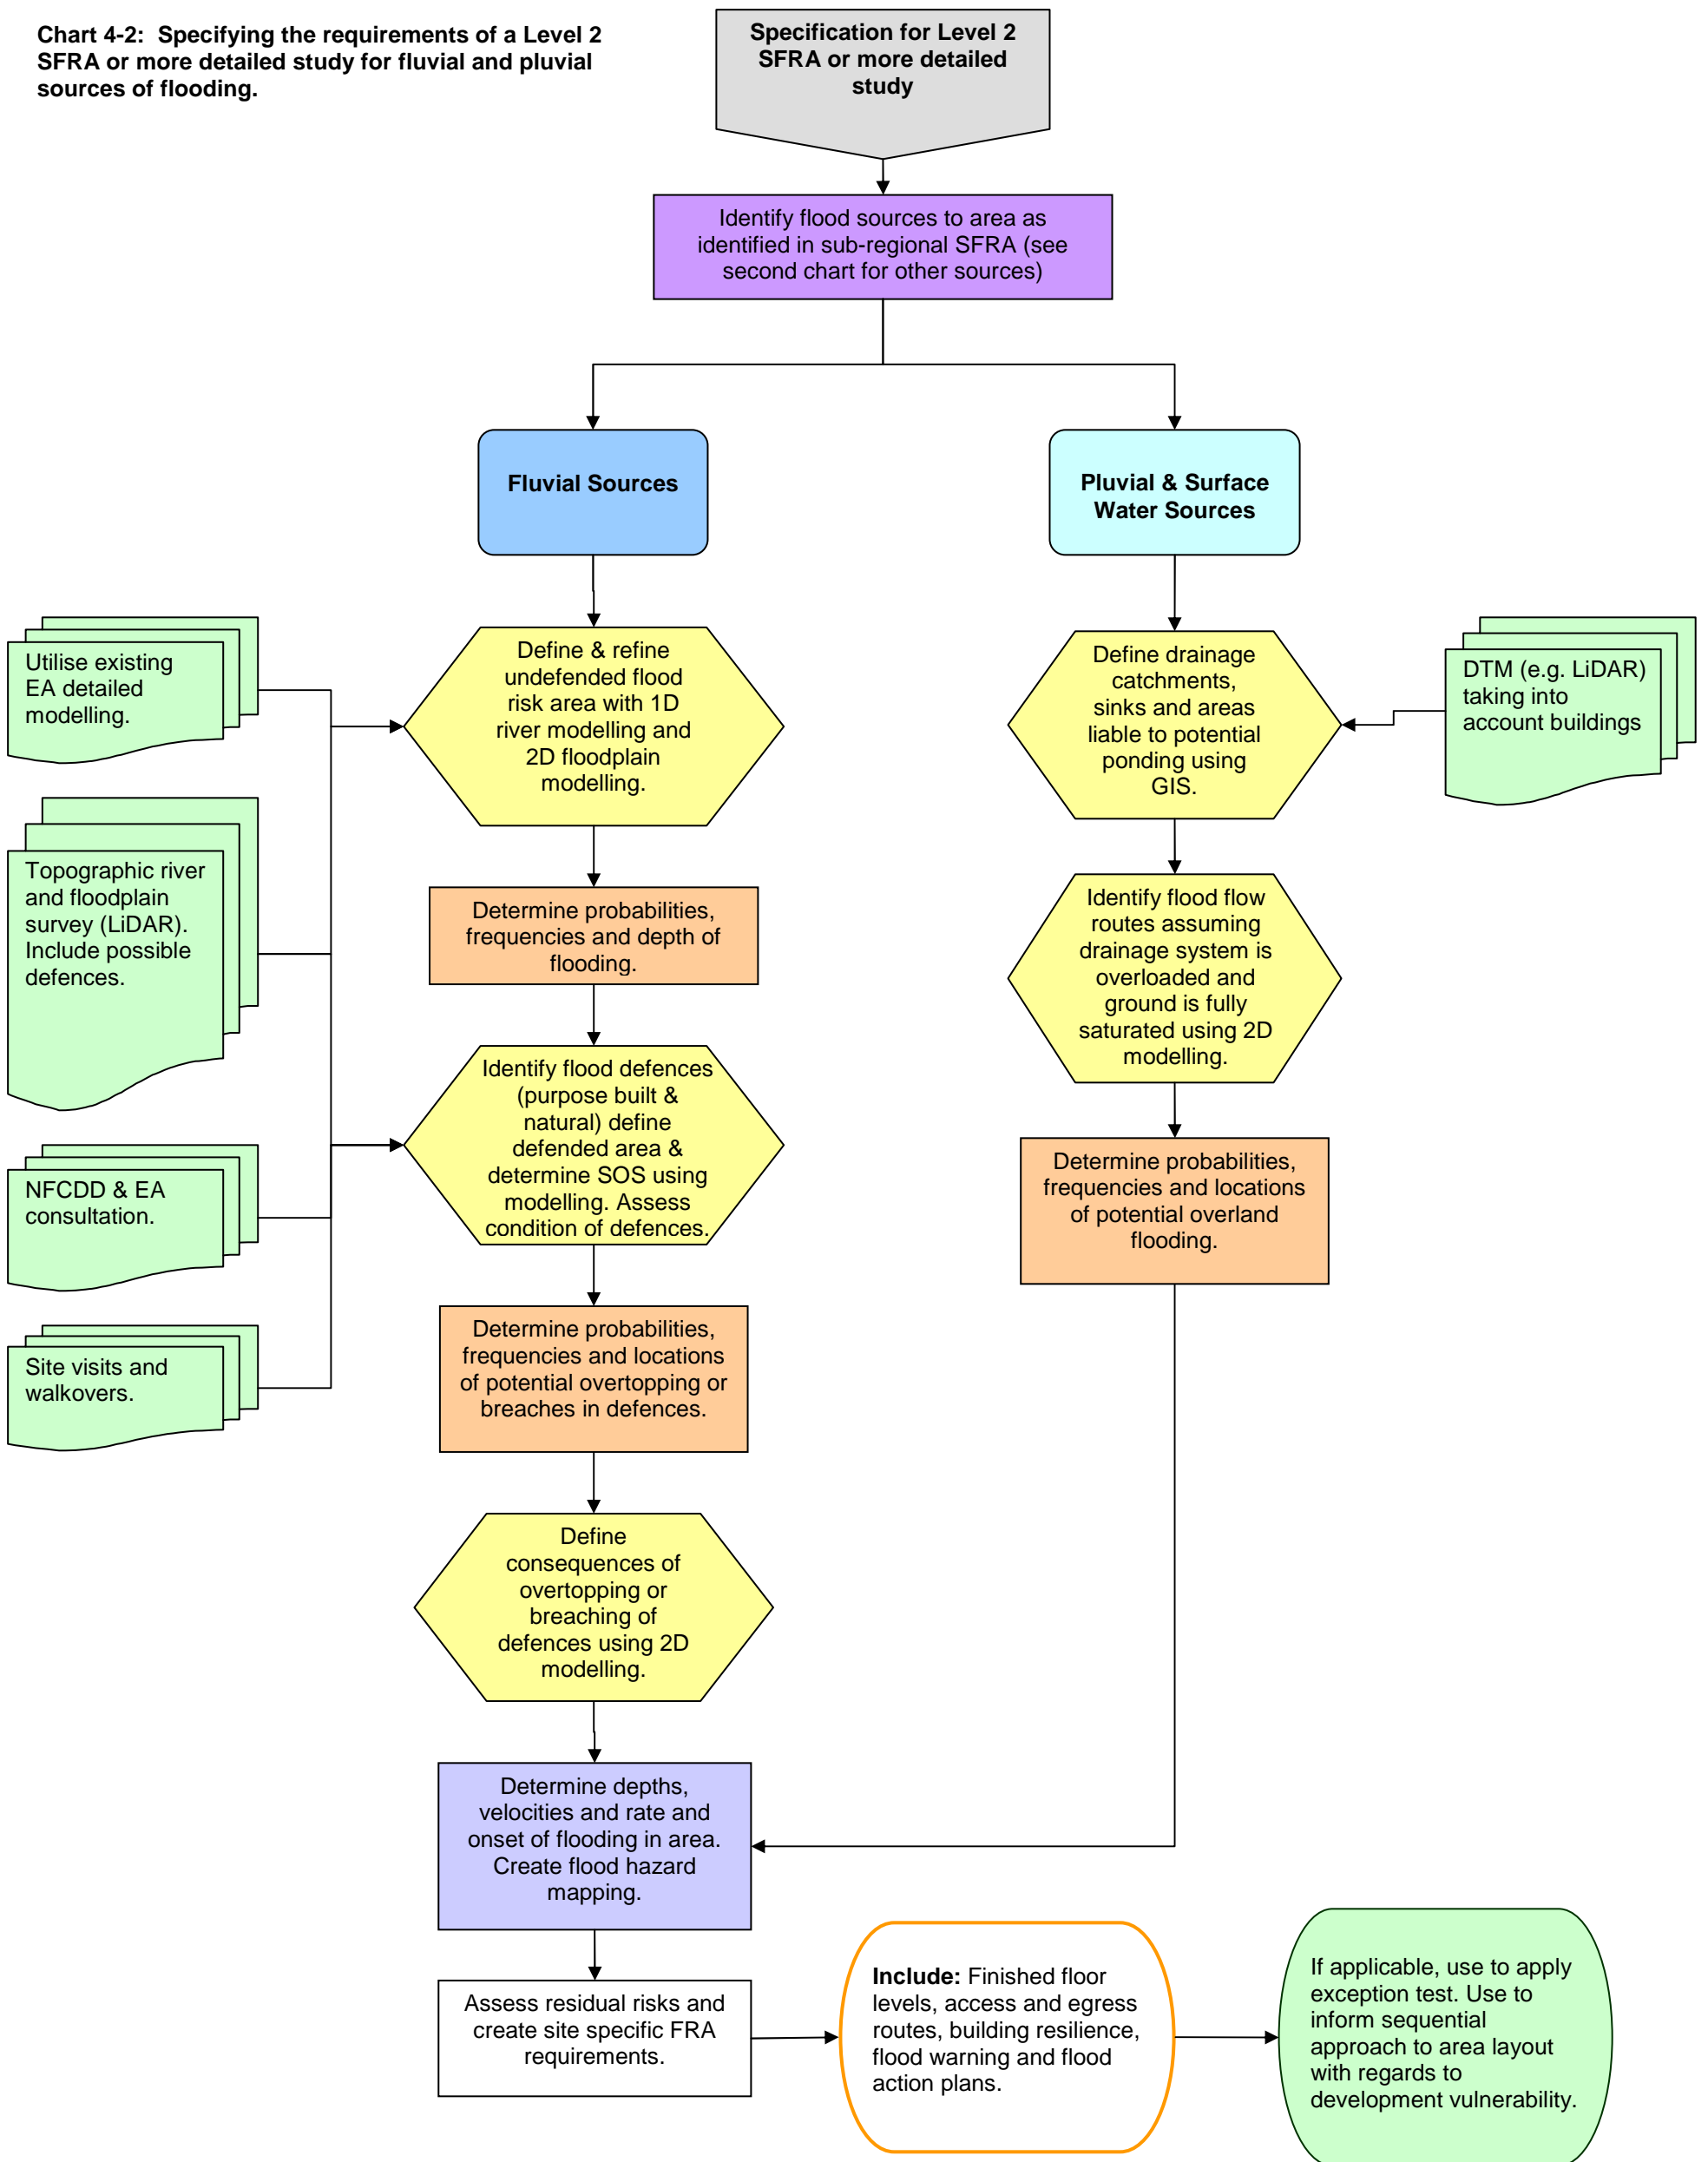 Chart 4-2: Specifying the requirements of a Level 2
SFRA or more detailed study for fluvial and pluvial
sources of flooding.
Specification for Level 2
SFRA or more detailed
study
Identify flood sources to area as
identified in sub-regional SFRA (see
second chart for other sources)
Fluvial Sources
Pluvial & Surface
Water Sources
Utilise existing
EA detailed
modelling.
Define & refine
undefended flood
risk area with 1D
river modelling and
2D floodplain
modelling.
Define drainage
catchments,
sinks and areas
liable to potential
ponding using
GIS.
DTM (e.g. LiDAR)
taking into
account buildings
Topographic river
and floodplain
survey (LiDAR).
Include possible
defences.
Determine probabilities,
frequencies and depth of
flooding.
Identify flood flow
routes assuming
drainage system is
overloaded and
ground is fully
saturated using 2D
modelling.
NFCDD & EA
consultation.
Identify flood defences
(purpose built &
natural) define
defended area &
determine SOS using
modelling. Assess
condition of defences.
Determine probabilities,
frequencies and locations
of potential overland
flooding.
Site visits and
walkovers.
Determine probabilities,
frequencies and locations
of potential overtopping or
breaches in defences.
Define
consequences of
overtopping or
breaching of
defences using 2D
modelling.
Determine depths,
velocities and rate and
onset of flooding in area.
Create flood hazard
mapping.
Assess residual risks and
create site specific FRA
requirements.
Include: Finished floor
levels, access and egress
routes, building resilience,
flood warning and flood
action plans.
If applicable, use to apply
exception test. Use to
inform sequential
approach to area layout
with regards to
development vulnerability.